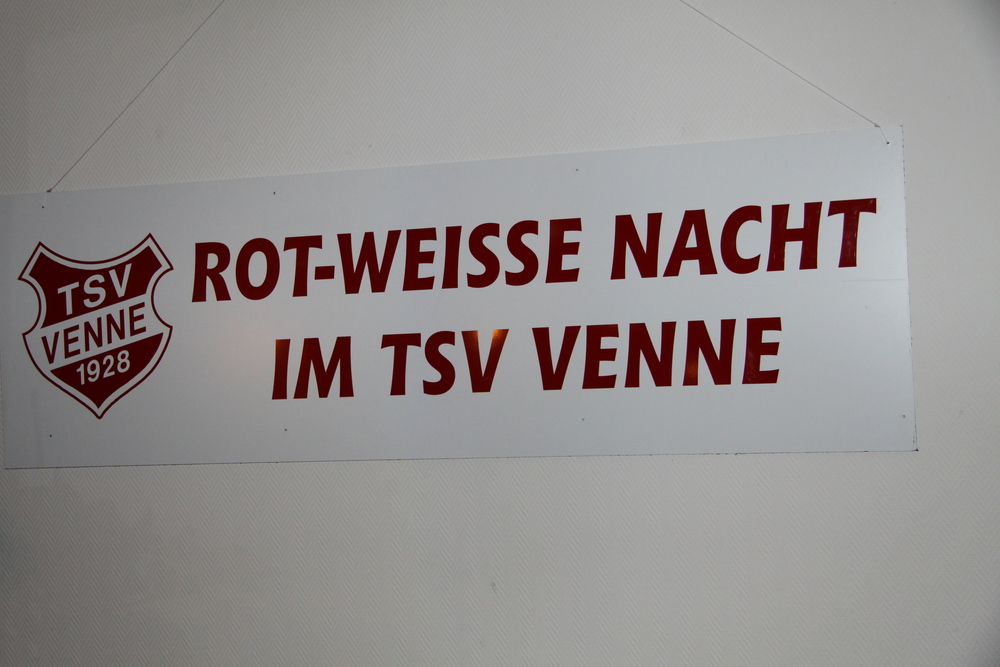 TSV
VENNE
1928
ROT-WEISSE NACHT
IM TSV VENNE